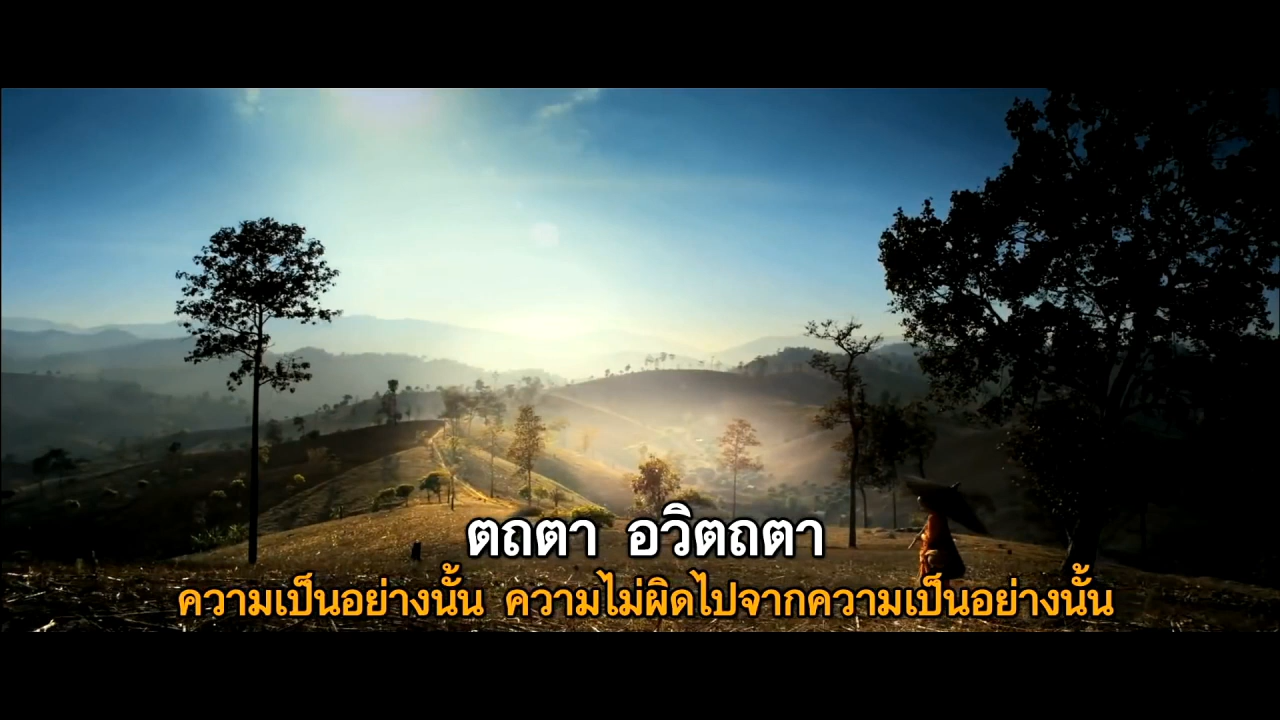 ตถตา อวิตถตา
ความเป็นอย่างนั้น ความไม่ผิดไปจากความเป็นอย่างนั้น